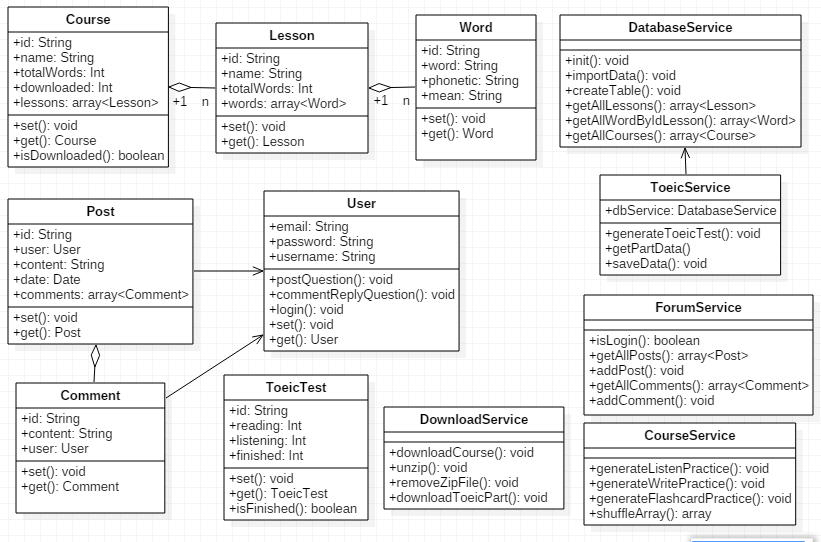 Course
+id: String
+name: String
+totalWords: Int
+downloaded: Int
+lessons: array<Lesson>
+set(): void
+get(): Course
+isDownloaded(): boolean
+1 n
Lesson
+id: String
+name: String
+totalWords: Int
+words: array<Word>
+set(): void
+get(): Lesson
+1 n
Word
+id: String
+word: String
+phonetic: String
+mean: String
+set(): void
+get(): Word
DatabaseService
+init(): void
+importData(): void
+createTable(): void
+getAllLessons(): array<Lesson>
+getAllWordByIdLesson(): array<Word>
+getAllCourses(): array<Course>
Post
+id: String
+user: User
+content: String
+date: Date
+comments: array<Comment>
+set(): void
+get(): Post
User
+email: String
+password: String
+username: String
+postQuestion(): void
+commentReplyQuestion(): void
+login(): void
+set(): void
+get(): User
ToeicService
+dbService: DatabaseService
+generateToeicTest(): void
+getPartData()
+saveData(): void
ForumService
+isLogin(): boolean
+getAllPosts(): array<Post>
+addPost(): void
+getAllComments(): array<Comment>
+addComment(): void
Comment
+id: String
+content: String
+user: User
+set(): void
+get(): Comment
ToeicTest
+id: String
+reading: Int
+listening: Int
+finished: Int
+set(): void
+get(): ToeicTest
+isFinished(): boolean
DownloadService
+downloadCourse(): void
+unzip(): void
+removeZipFile(): void
+downloadToeicPart(): void
CourseService
+generateListenPractice(): void
+generateWritePractice(): void
+generateFlashcardPractice(): void
+shuffleArray(): array